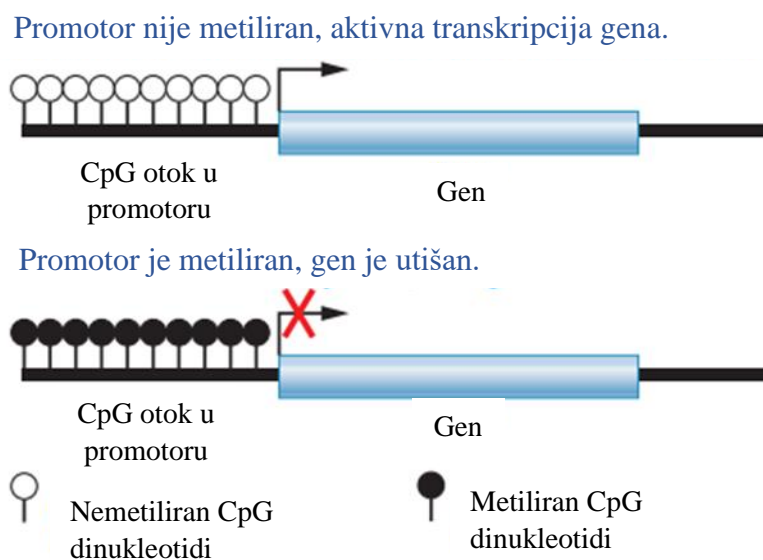 Promotor nije metiliran, aktivna transkripcija gena.
CpG otok u
promotoru
Gen
Promotor je metiliran, gen je utišan.
CpG otok u
promotoru
Gen
Nemetiliran CpG
dinukleotidi
Metiliran CpG
dinukleotidi